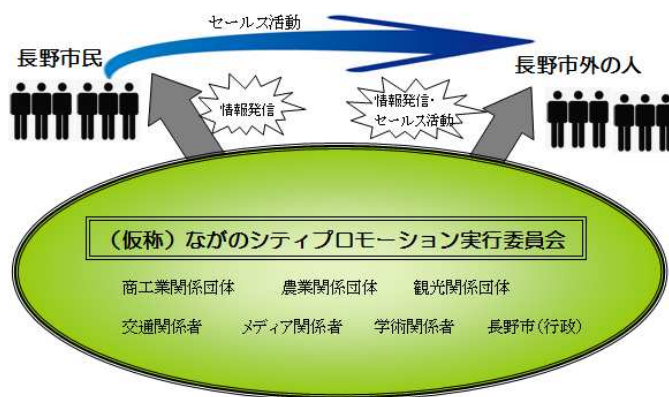 セールス活動
長野市民
長野市外の人
情報発信
情報発信・
セールス活動
(仮称)ながのシティプロモーション実行委員会
商工業関係団体 農業関係団体 観光関係団体
交通関係者 メディア関係者 学術関係者 長野市(行政)